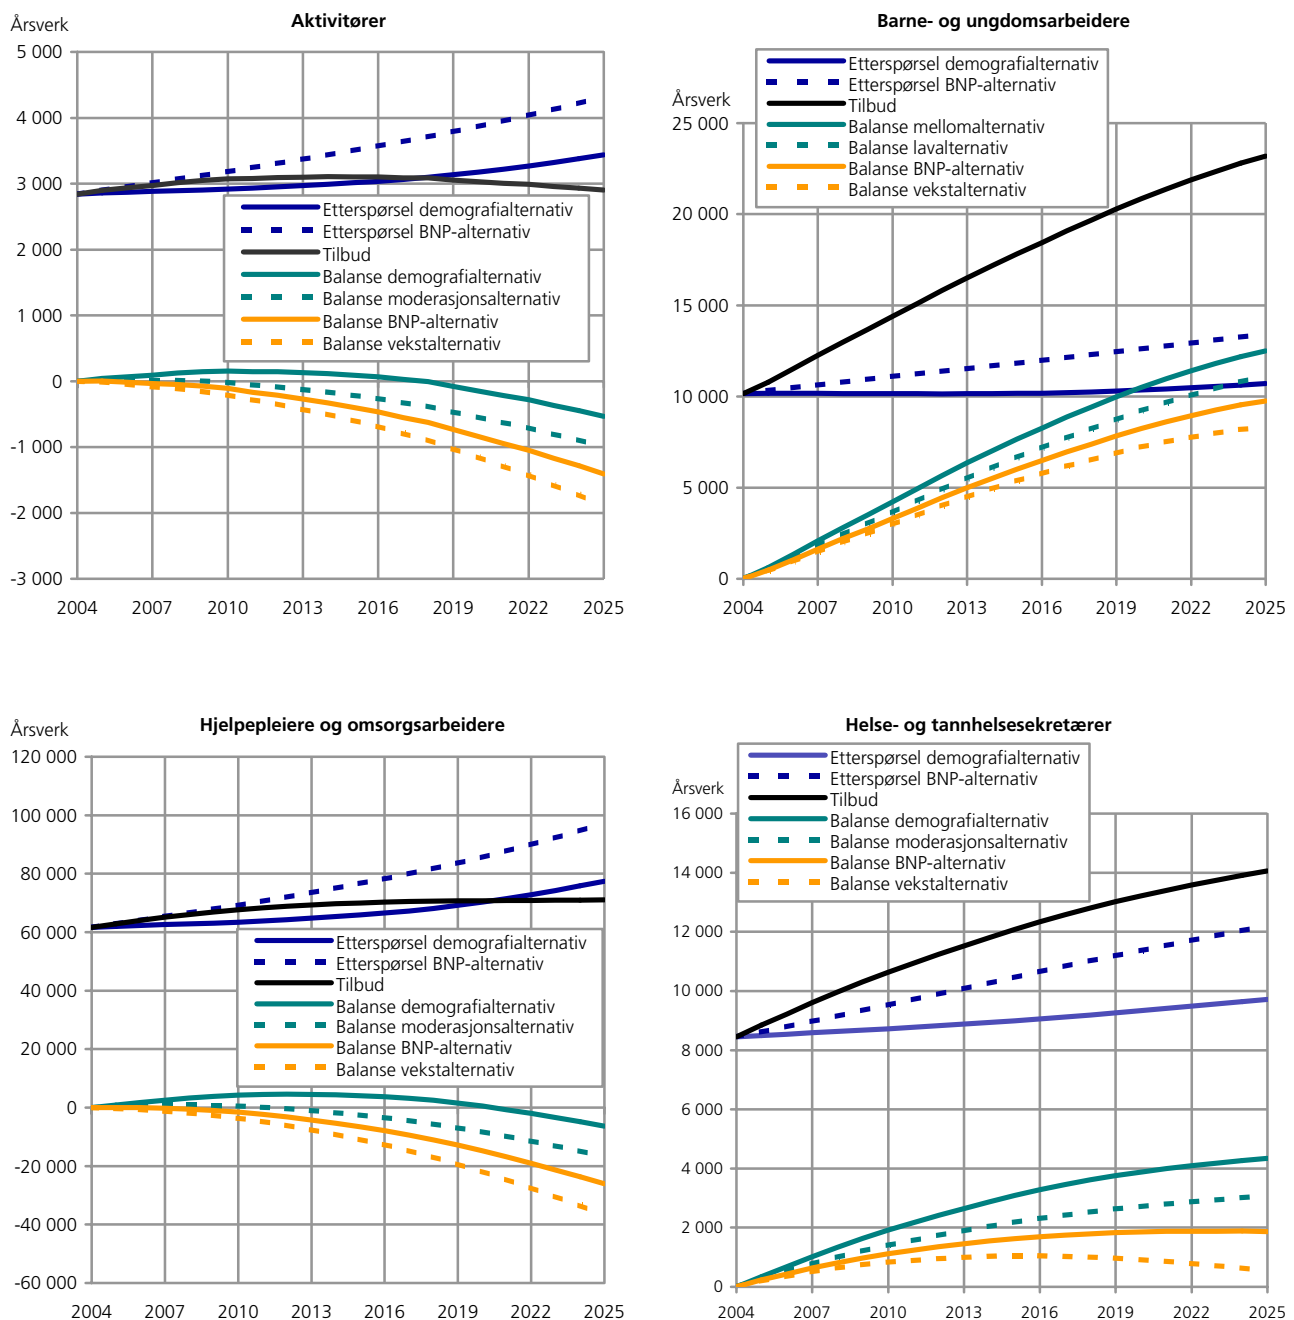 Aktivitører
Årsverk
5 000
4 000
3 000
2 000
1 000
0
-1 000
-2 000
-3 000
Etterspørsel demografialternativ
Etterspørsel BNP-alternativ
Tilbud
Balanse demografialternativ
Balanse moderasjonsalternativ
Balanse BNP-alternativ
Balanse vekstalternativ
2004 2007 2010 2013 2016 2019 2022 2025
Barne- og ungdomsarbeidere
Etterspørsel demografialternativ
Etterspørsel BNP-alternativ
Tilbud
Balanse mellomalternativ
Balanse lavalternativ
Balanse BNP-alternativ
Balanse vekstalternativ
Årsverk
25 000
20 000
15 000
10 000
5 000
0
2004 2007 2010 2013 2016 2019 2022 2025
Hjelpepleiere og omsorgsarbeidere
Årsverk
120 000
100 000
80 000
60 000
40 000
20 000
0
-20 000
-40 000
-60 000
Etterspørsel demografialternativ
Etterspørsel BNP-alternativ
Tilbud
Balanse demografialternativ
Balanse moderasjonsalternativ
Balanse BNP-alternativ
Balanse vekstalternativ
2004 2007 2010 2013 2016 2019 2022 2025
Helse- og tannhelsesekretærer
Etterspørsel demografialternativ
Etterspørsel BNP-alternativ
Tilbud
Balanse demografialternativ
Balanse moderasjonsalternativ
Balanse BNP-alternativ
Balanse vekstalternativ
Årsverk
16 000
14 000
12 000
10 000
8 000
6 000
4 000
2 000
0
2004 2007 2010 2013 2016 2019 2022 2025